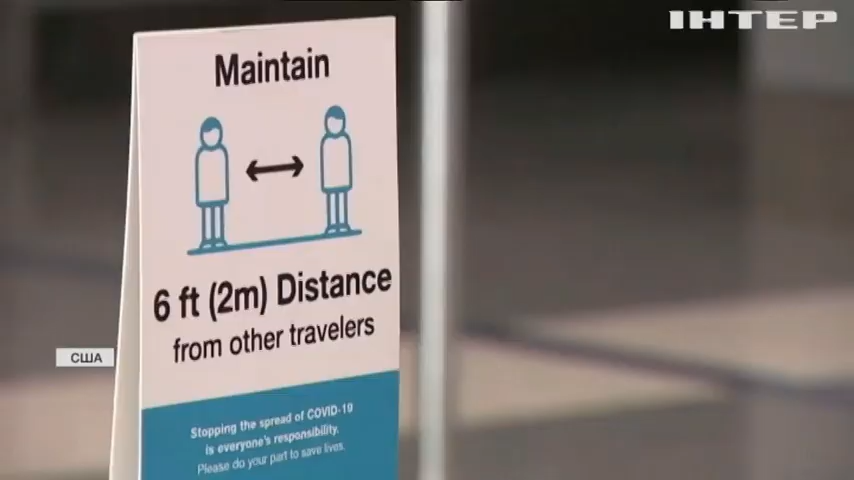 ІНТЕР
Maintain
6 ft (2m) Distance
from other travelers
США
Stopping the spread of COVID-19
is everyone's responsibility.
Please do your part to save lives.